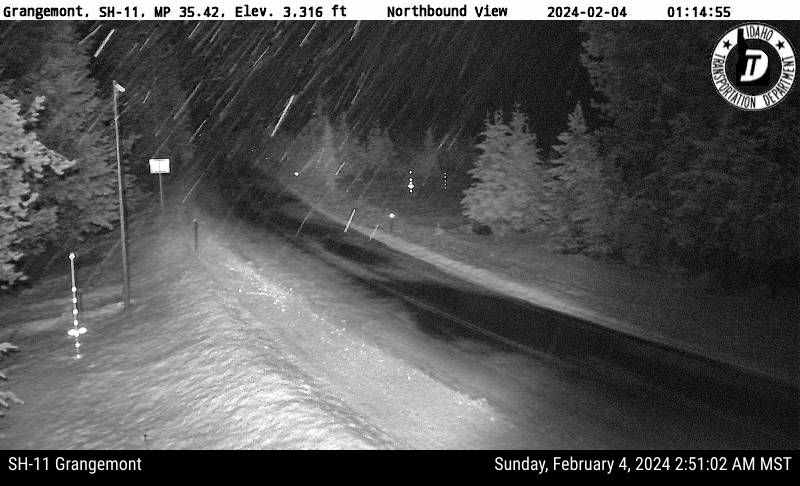 Grangemont, SH-11, MP 35.42, Elev. 3,316 ft Northbound View 2024-02-04 01:14:55
IDAHO
TRANSPORTATION DEPARTMENT
SH-11 Grangemont Sunday, February 4, 2024 2:51:02 AM MST